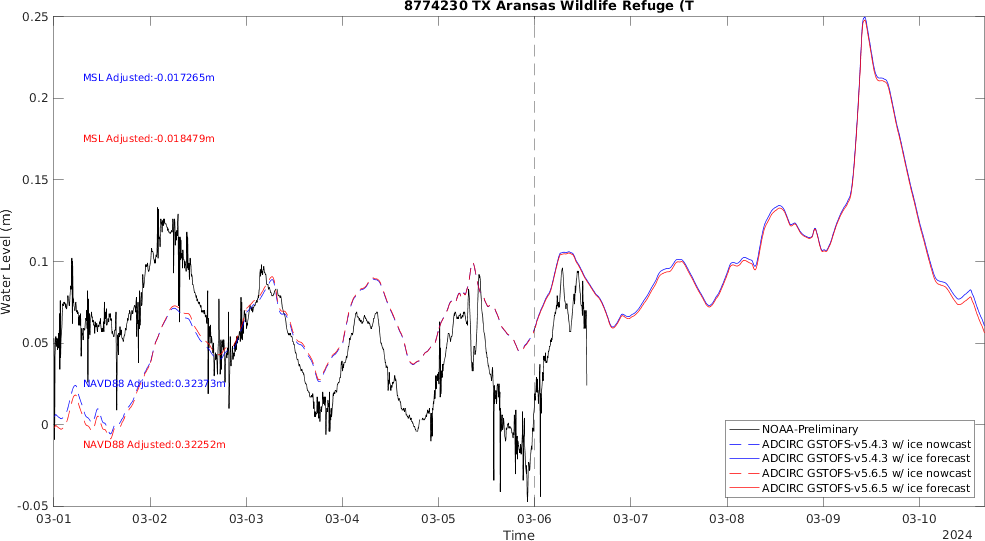 8774230 TX Aransas Wildlife Refuge (T
0.25
0.2
0.15
0.1
0.05
0
-0.05
Water Level (m)
MSL Adjusted:-0.017265m
MSL Adjusted:-0.018479m
NAVD88 Adjusted:0.32373m
NAVD88 Adjusted:0.32252m
NOAA-Preliminary
ADCIRC GSTOFS-v5.4.3 w/ ice nowcast
ADCIRC GSTOFS-v5.4.3 w/ ice forecast
ADCIRC GSTOFS-v5.6.5 w/ ice nowcast
ADCIRC GSTOFS-v5.6.5 w/ ice forecast
03-01 03-02 03-03 03-04 03-05 03-06 03-07 03-08 03-09 03-10
Time
2024